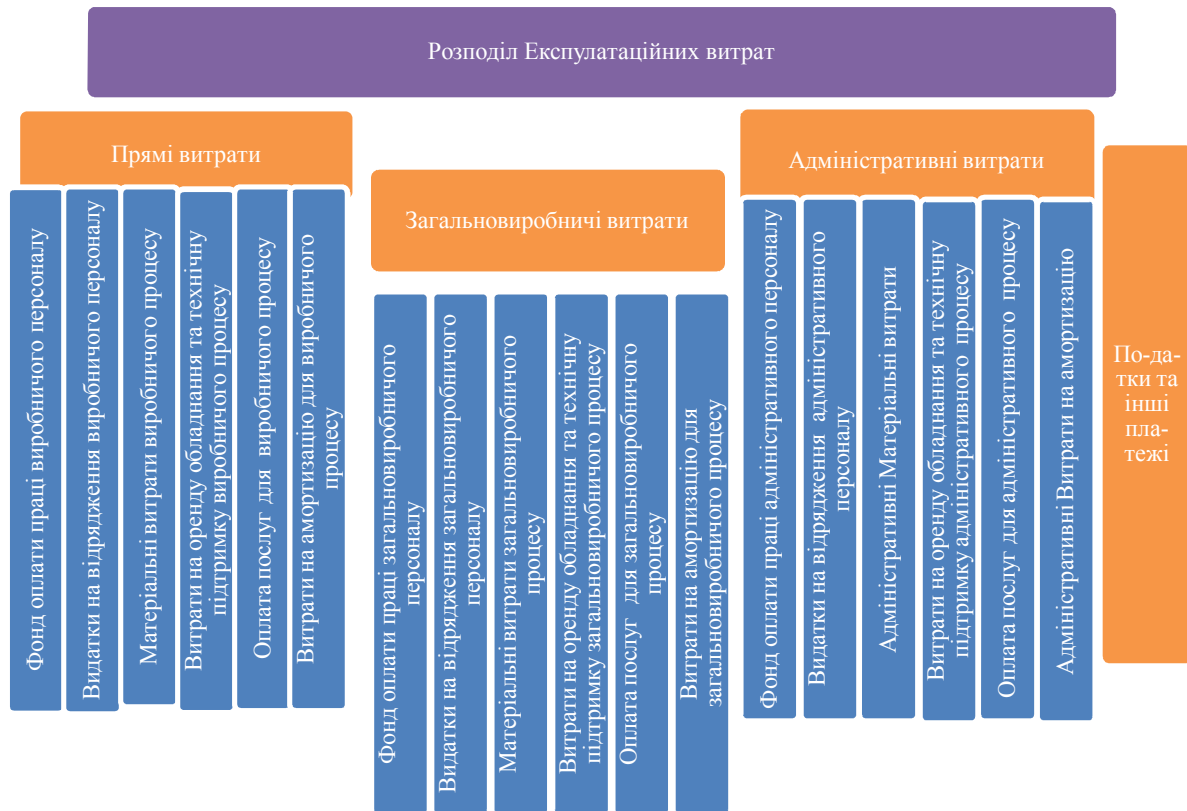 Розподіл Експулатаційних витрат
Прямі витрати
Фонд оплати праці виробничого персоналу
Видатки на відрядження виробничого персоналу
Матеріальні витрати виробничого процесу
Витрати на оренду обладнання та технічну
підтримку виробничого процесу
Оплата послуг для виробничого процесу
Витрати на амортизацію для виробничого
процесу
Загальновиробничі витрати
Фонд оплати праці загальновиробничого
персоналу
Видатки на відрядження загальновиробничого
персоналу
Матеріальні витрати загальновиробничого
процесу
Витрати на оренду обладнання та технічну
підтримку загальновиробничого процесу
Оплата послуг для загальновиробничого
процесу
Витрати на амортизацію для
загальновиробничого процесу
Адміністративні витрати
Фонд оплати праці адміністративного персоналу
Видатки на відрядження адміністративного
персоналу
Адміністративні Матеріальні витрати
Витрати на оренду обладнання та технічну
підтримку адміністративного процесу
Оплата послуг для адміністративного процесу
Адміністративні Витрати на амортизацію
По-да-
тки та
інші
пла-
тежі